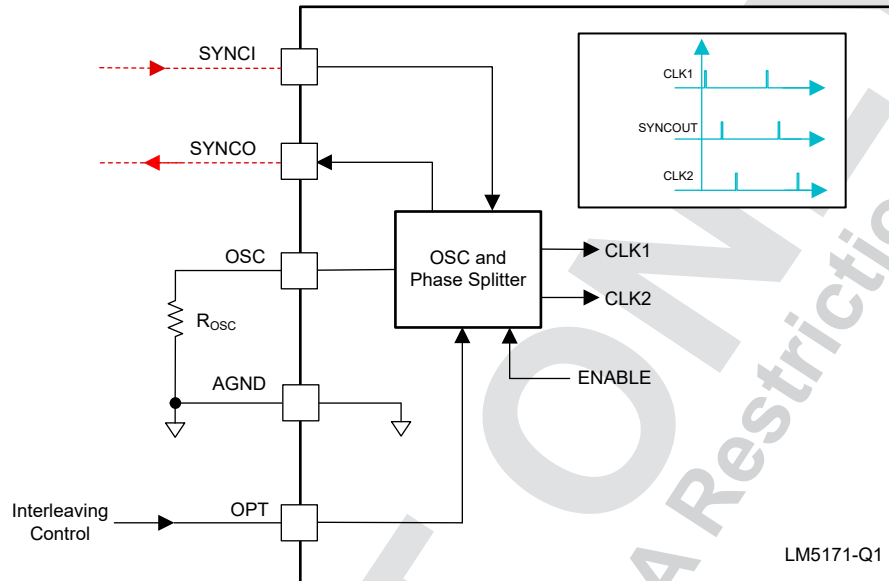 SYNCI
CLK1
SYNCOUT
CLK2
SYNCO
OSC
OSC and
Phase Splitter
CLK1
CLK2
ROSC
AGND
ENABLE
Interleaving
Control
OPT
LM5171-Q1
A Restrictio